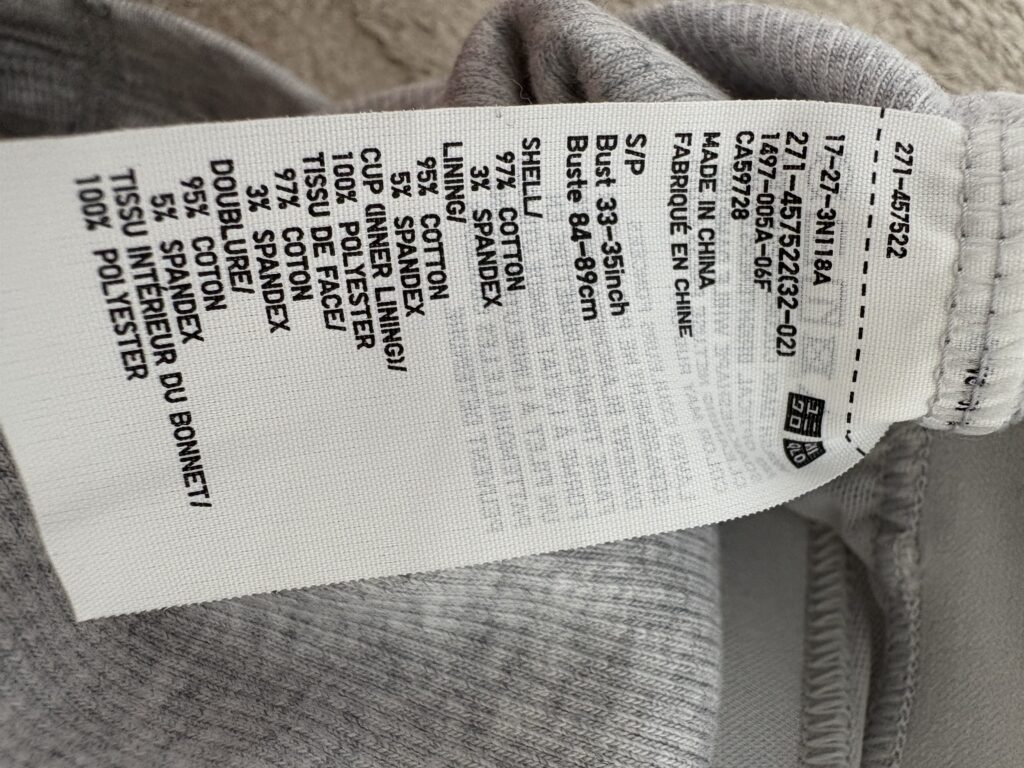 271-457522
17-27-3N118A
271-457522(32-02)
1497-005A-06F
CA59728
MADE IN CHINA
FABRIQUÉ EN CHINE
S/P
Bust 33-35inch
Buste 84-89cm
SHELL/
97% COTTON
3% SPANDEX
LINING/
95% COTTON
5% SPANDEX
CUP (INNER LINING)/
100% POLYESTER
TISSU DE FACE/
97% COTON
3% SPANDEX
DOUBLURE/
95% COTON
5% SPANDEX
TISSU INTÉRIEUR DU BONNET/
100% POLYESTER